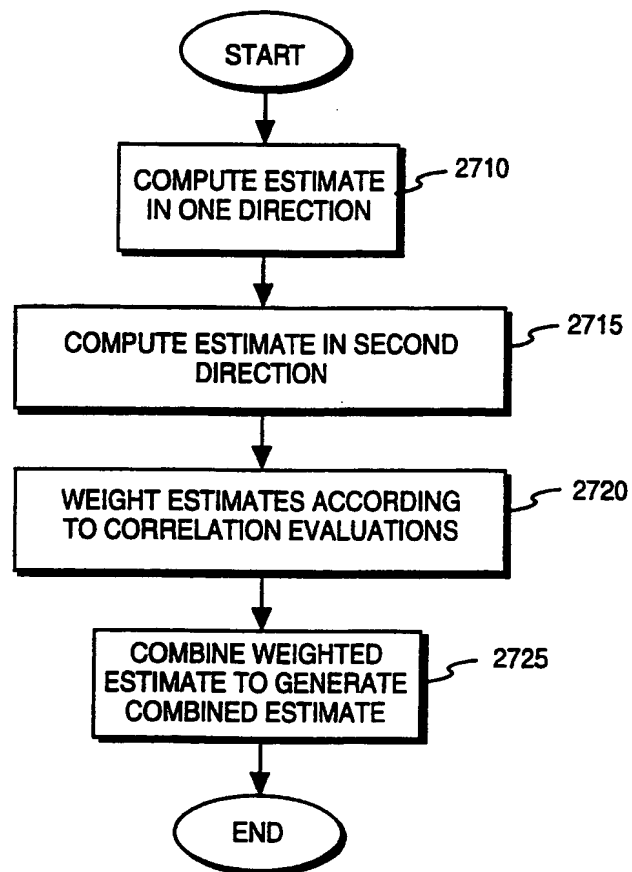 START
COMPUTE ESTIMATE
IN ONE DIRECTION
2710
COMPUTE ESTIMATE IN SECOND
DIRECTION
2715
WEIGHT ESTIMATES ACCORDING
TO CORRELATION EVALUATIONS
2720
COMBINE WEIGHTED
ESTIMATE TO GENERATE
COMBINED ESTIMATE
2725
END